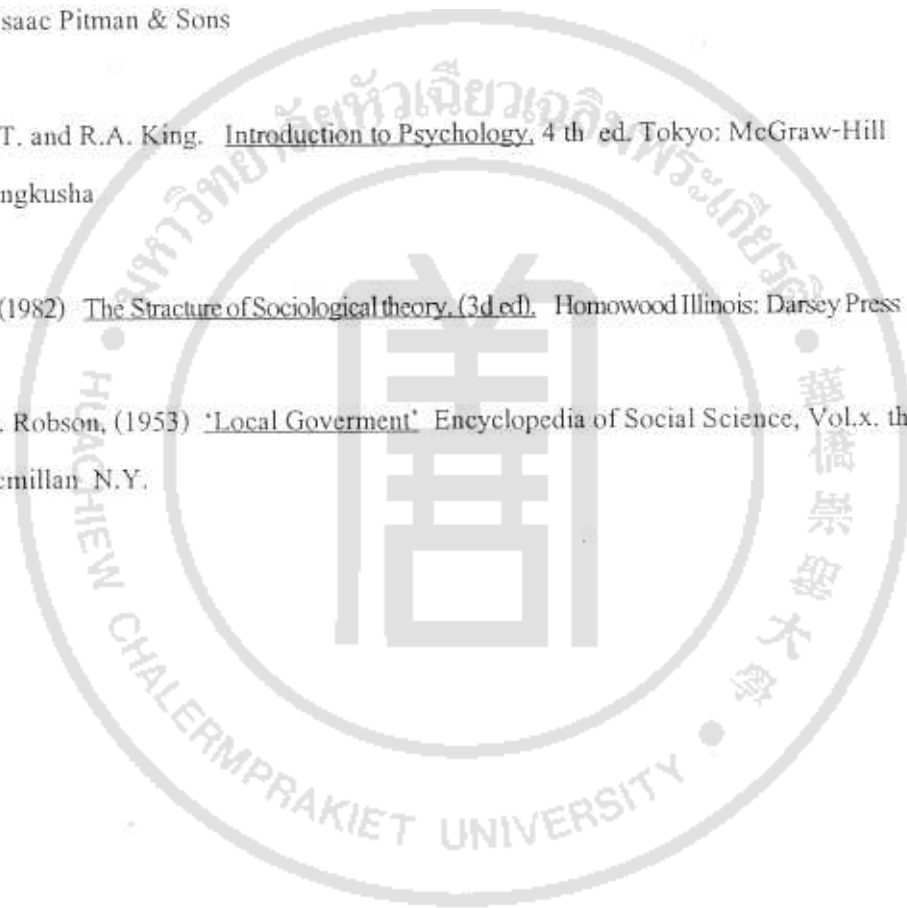 saac Pitman & Sons
T. and R.A. King. Introduction to Psychology, 4 th ed. Tokyo: McGraw-Hill
ngkusha
(1982) The Stracture of Sociological theory, (3d ed). Homowood Illinois: Darsey Press
. Robson, (1953) 'Local Goverment' Encyclopedia of Social Science, Vol.x. th
cmillan N.Y.
มหาวิทยาลัยหัวเฉียวเฉลิมพระเกียรติ
HUACHIEW CHALERMPRAKIET UNIVERSITY
華僑崇聖大學